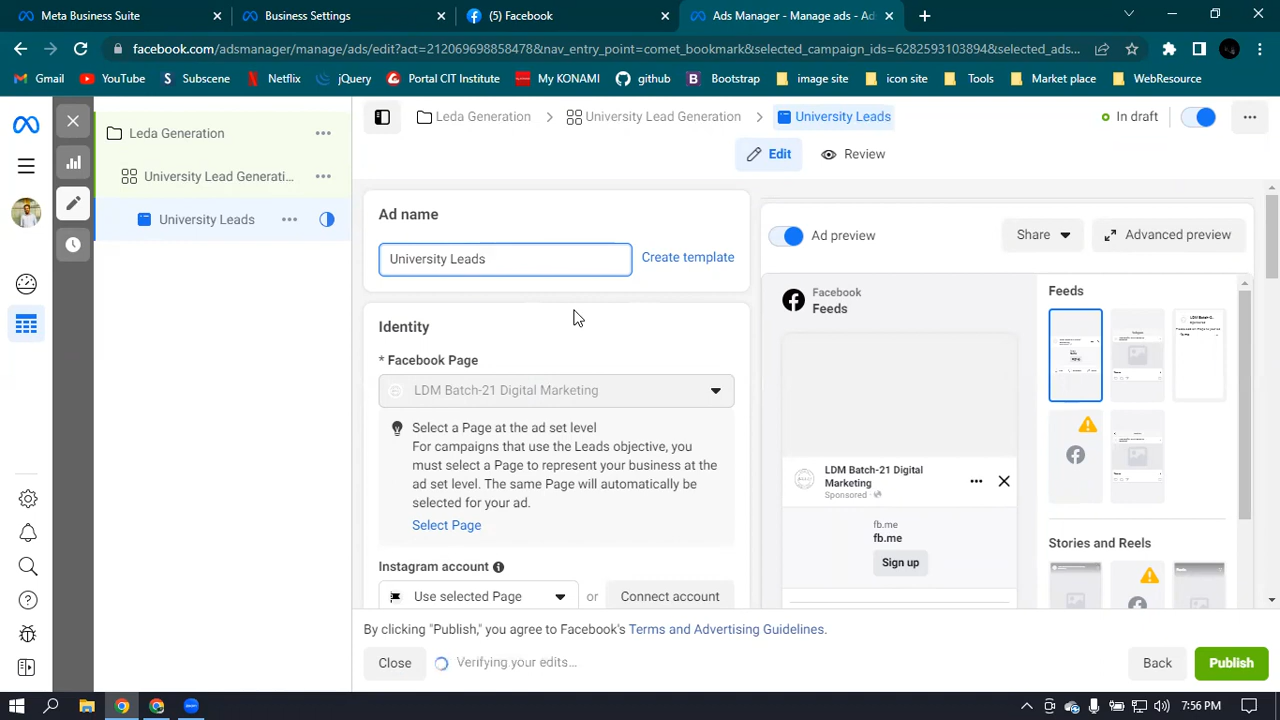 Meta Business Suite
Business Settings
(2) Facebook
Ads Manager - Manage ads - Ad
facebook.com/adsmanager/manage/ads/edit?act=212069698858478&nav_entry_point=comet_bookmark&selected_campaign_ids=62825931038894&selected_ads...
Gmail
YouTube
Subscene
Netflix
jQuery
Portal CIT Institute
My KONAMI
github
Bootstrap
image site
icon site
Tools
Market place
WebResource
Leda Generation
University Lead Generati...
University Leads
Leda Generation
University Lead Generation
University Leads
In draft
Edit
Review
Ad name
University Leads
Create template
Identity
* Facebook Page
LDM Batch-21 Digital Marketing
Select a Page at the ad set level
For campaigns that use the Leads objective, you
must select a Page to represent your business at the
ad set level. The same Page will automatically be
selected for your ad.
Select Page
Instagram account
Use selected Page
or
Connect account
Ad preview
Share
Advanced preview
Facebook
Feeds
LDM Batch-21 Digital
Marketing
Sponsored
fb.me
fb.me
Sign up
Feeds
Stories and Reels
By clicking "Publish," you agree to Facebook's Terms and Advertising Guidelines.
Close
Verifying your edits...
Back
Publish
7:56 PM